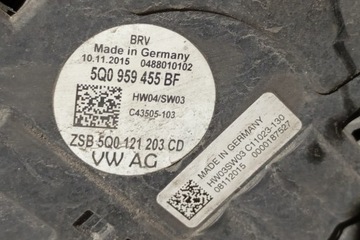 BRV
Made in Germany
10.11.2015 0488010102
5Q0 959 455 BF
HW04/SW03
C43505-103
ZSB 5Q0 121 203 CD
VW AG
MADE IN GERMANY
HW03SW03 C11023-130
08112015 0000187527